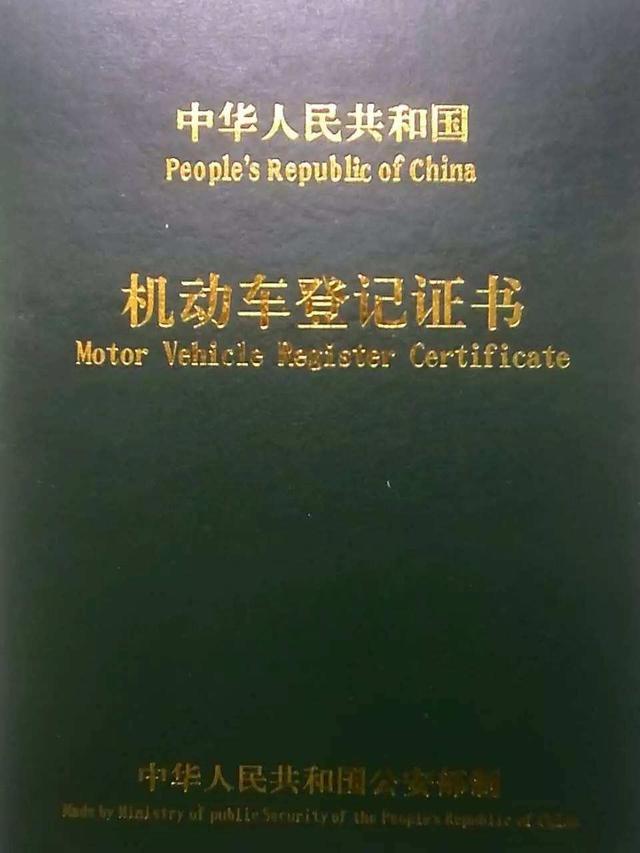 中华人民共和国
People's Republic of China
机动车登记证书
Motor Vehicle Register Certificate
中华人民共和国公安部制
Made by Ministry of public Security of the People's Republic of China